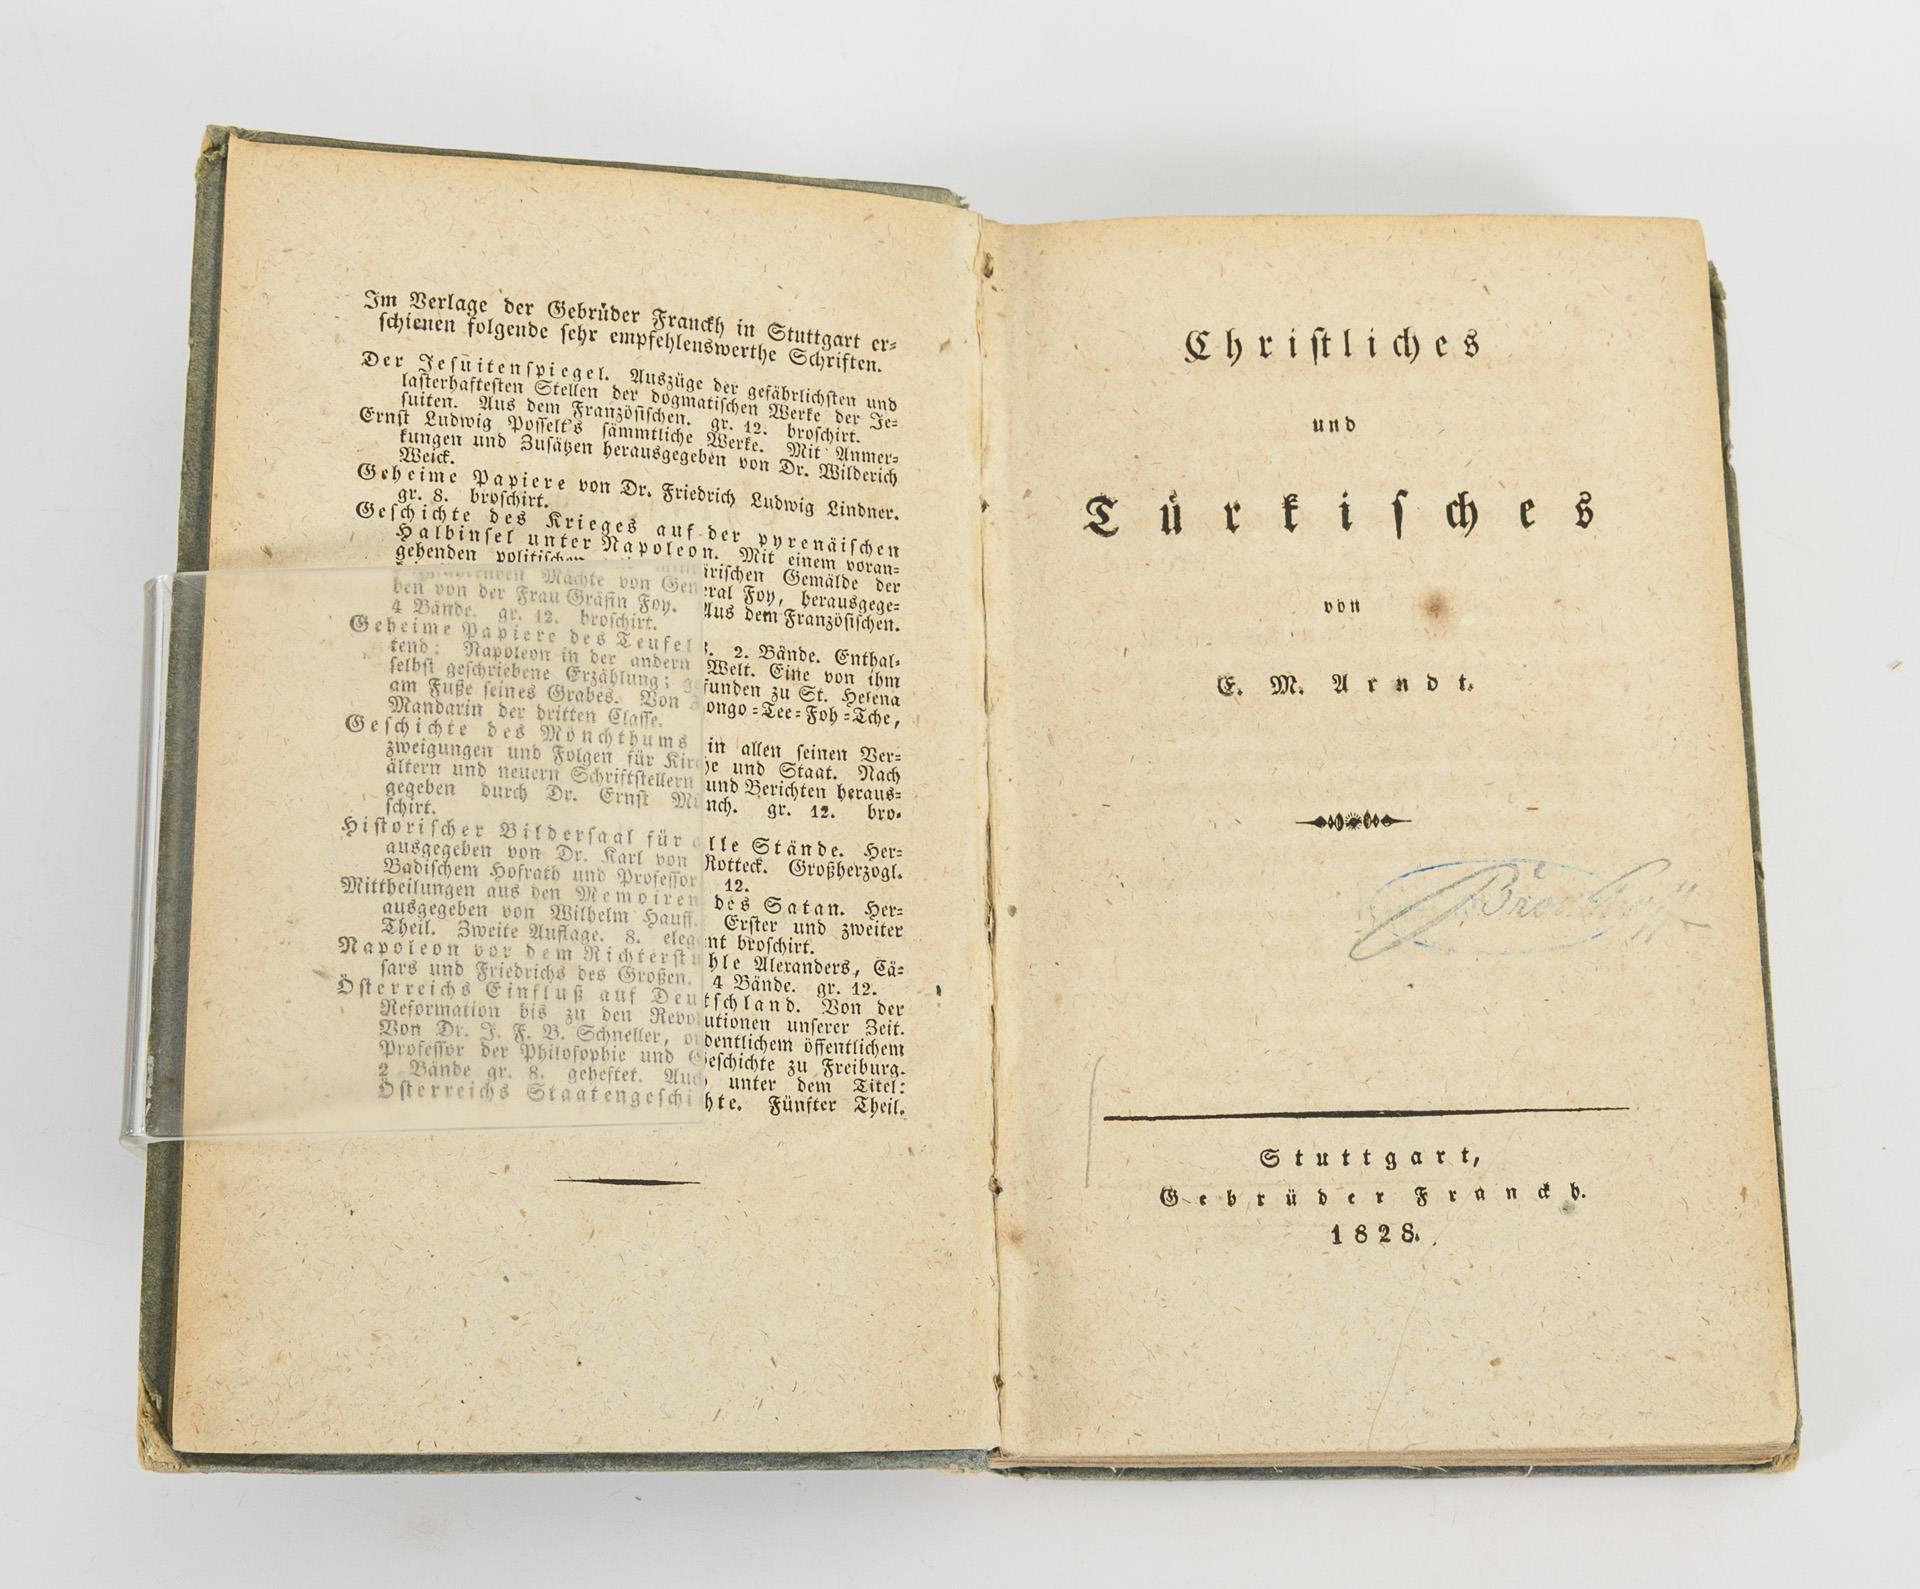 Im Verlage der Gebrüder Franckh in Stuttgart er-
schienen folgende sehr empfehlenswerthe Schriften.
Der Jesuitenspiegel. Auszüge der gefährlichsten und
lasterhaftesten Stellen der dogmatischen Werke der Je-
suiten. Aus dem Französischen. gr. 12. broschirt.
Ernst Ludwig Posselt's sämmtliche Werke. Mit Anmer-
kungen und Zusätzen herausgegeben von Dr. Wilderich
Weick.
Geheime Papiere von Dr. Friedrich Ludwig Lindner.
gr. 8. broschirt.
Geschichte des Krieges auf der pyrenäischen
Halbinsel unter Napoleon. Mit einem voran-
gehenden politischen ärischen Gemälde der
Mächte von General Foy, herausgege-
ben von der Frau Gräfin Foy. Aus dem Französischen.
4 Bände. gr. 12. broschirt.
Geheime Papiere des Teufels. 2. Bände. Enthal-
tend: Napoleon in der andern Welt. Eine von ihm
selbst geschriebene Erzählung; gefunden zu St. Helena
am Fuße seines Grabes. Von Xongo-Tee-Foh-Tche,
Mandarin der dritten Classe.
Geschichte des Mönchthums in allen seinen Ver-
zweigungen und Folgen für Kirche und Staat. Nach
ältern und neuern Schriftstellern und Berichten heraus-
gegeben durch Dr. Ernst Münch. gr. 12. bro-
schirt.
Historischer Bildersaal für alle Stände. Her-
ausgegeben von Dr. Karl von Rotteck. Großherzogl.
Badischem Hofrath und Professor 12.
Mittheilungen aus den Memoiren des Satan. Her-
ausgegeben von Wilhelm Hauff. Erster und zweiter
Theil. Zweite Auflage. 8. elegant broschirt.
Napoleon vor dem Richterstuhle Alexanders, Cä-
sars und Friedrichs des Großen. 4 Bände. gr. 12.
Österreichs Einfluß auf Deutschland. Von der
Reformation bis zu den Revolutionen unserer Zeit.
Von Dr. J. F. B. Schneller, ordentlichem öffentlichem
Professor der Philosophie und Geschichte zu Freiburg.
2 Bände gr. 8. geheftet. Auch unter dem Titel:
Österreichs Staatengeschichte. Fünfter Theil.
Christliches
und
Türkisches
von
E. M. Arndt.
Stuttgart,
Gebrüder Franckh.
1828.